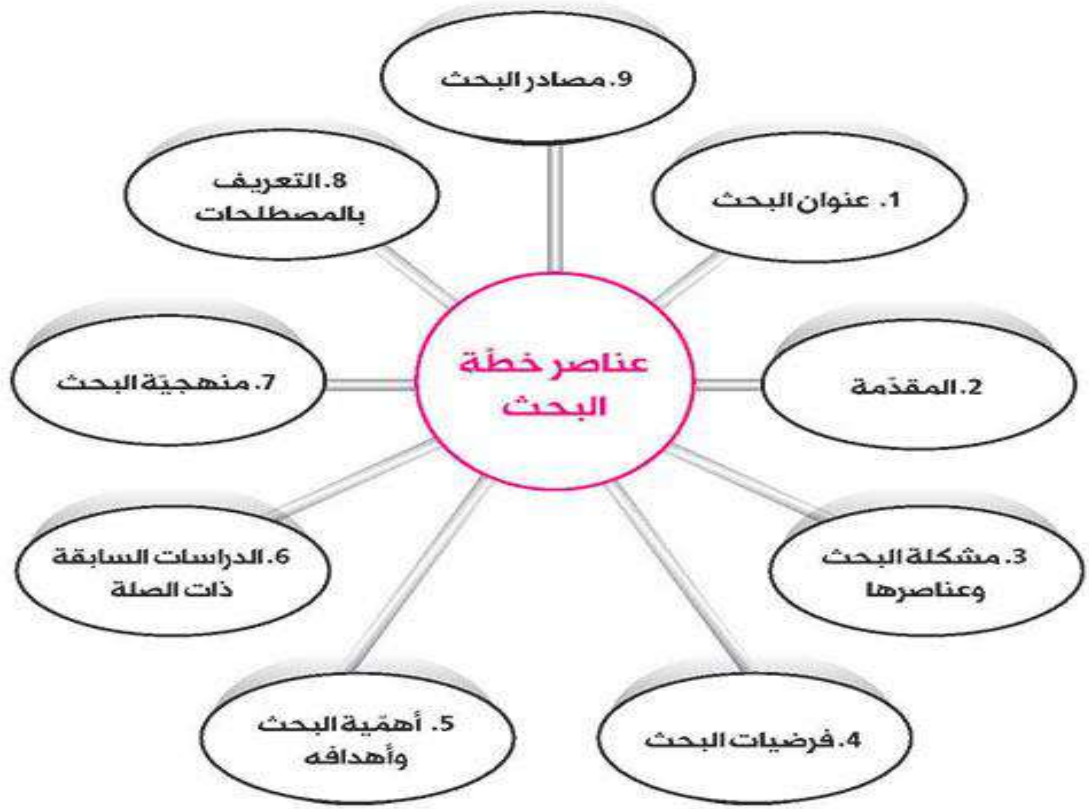 عناصر خطّة
البحث
1. عنوان البحث
2. المقدّمة
3. مشكلة البحث
وعناصرها
4. فرضيات البحث
5. أهمّية البحث
وأهدافه
6. الدراسات السابقة
ذات الصلة
7. منهجيّة البحث
8. التعريف
بالمصطلحات
9. مصادر البحث